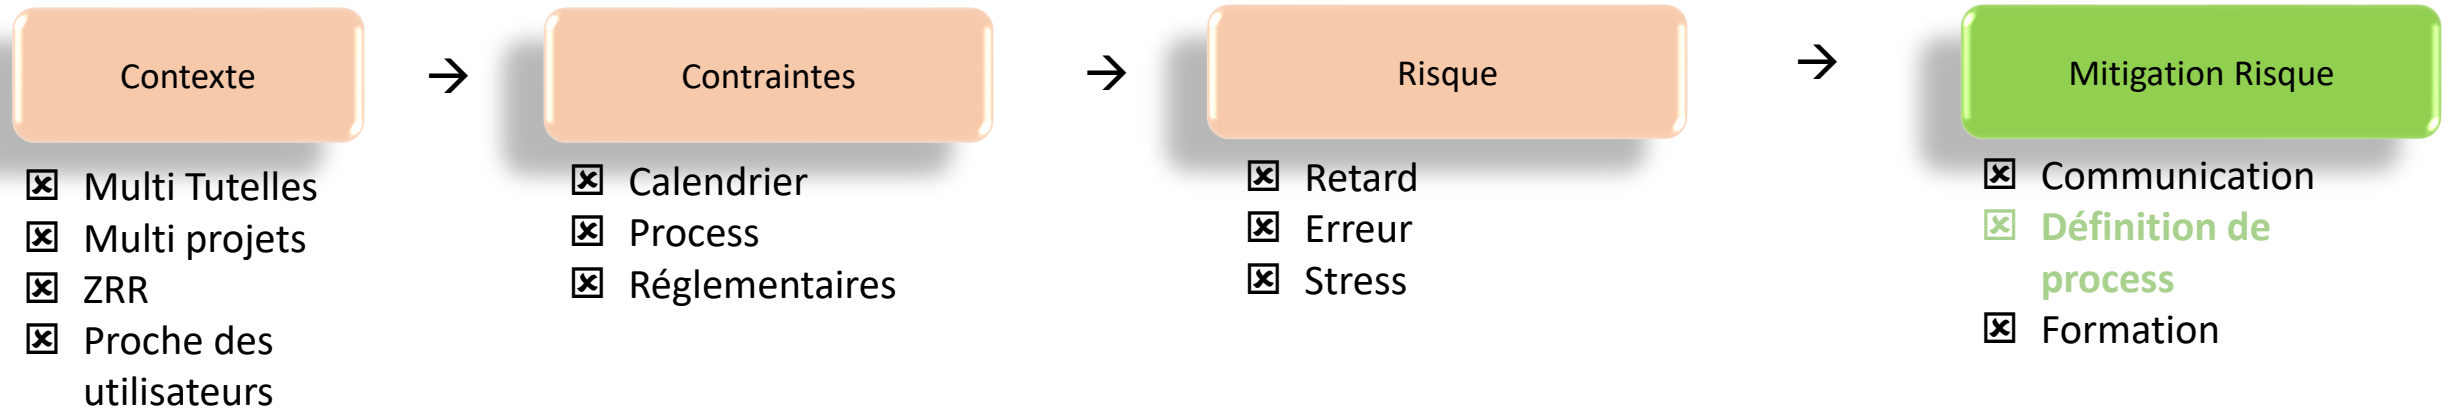 Contexte
→
Contraintes
→
Risque
→
Mitigation Risque
☒ Multi Tutelles
☒ Multi projets
☒ ZRR
☒ Proche des
utilisateurs
☒ Calendrier
☒ Process
☒ Réglementaires
☒ Retard
☒ Erreur
☒ Stress
☒ Communication
☒ Définition de
process
☒ Formation